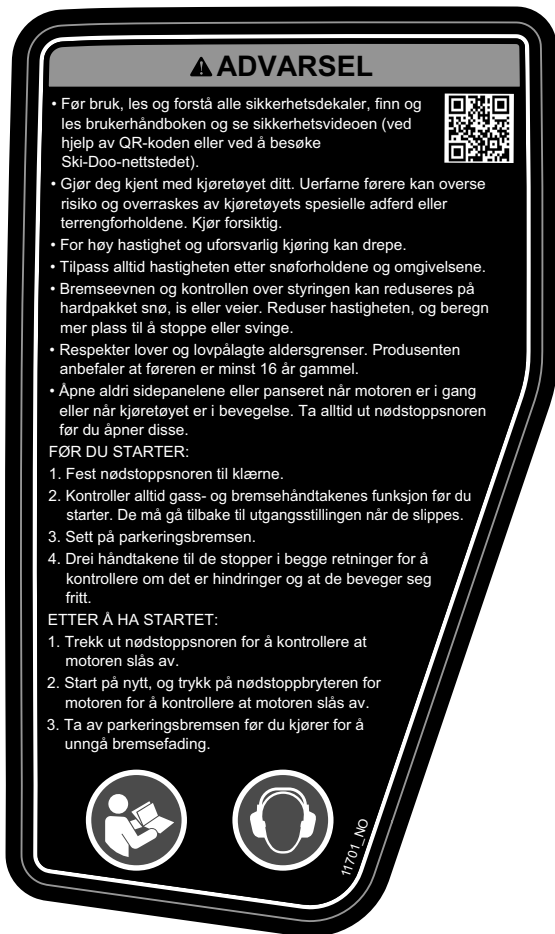 ADVARSEL
• Før bruk, les og forstå alle sikkerhetsdekaler, finn og
les brukerhåndboken og se sikkerhetsvideoen (ved
hjelp av QR-koden eller ved å besøke
Ski-Doo-nettstedet).
• Gjør deg kjent med kjøretøyet ditt. Uerfarne førere kan overse
risiko og overraskes av kjøretøyets spesielle adferd eller
terrengforholdene. Kjør forsiktig.
• For høy hastighet og uforsvarlig kjøring kan drepe.
• Tilpass alltid hastigheten etter snøforholdene og omgivelsene.
• Bremseevnen og kontrollen over styringen kan reduseres på
hardpakket snø, is eller veier. Reduser hastigheten, og beregn
mer plass til å stoppe eller svinge.
• Respekter lover og lovpålagte aldersgrenser. Produsenten
anbefaler at føreren er minst 16 år gammel.
• Åpne aldri sidepanelene eller panseret når motoren er i gang
eller når kjøretøyet er i bevegelse. Ta alltid ut nødstoppsnoren
før du åpner disse.
FØR DU STARTER:
1. Fest nødstoppsnoren til klærne.
2. Kontroller alltid gass- og bremsehåndtakenes funksjon før du
starter. De må gå tilbake til utgangsstillingen når de slippes.
3. Sett på parkeringsbremsen.
4. Drei håndtakene til de stopper i begge retninger for å
kontrollere om det er hindringer og at de beveger seg
fritt.
ETTER Å HA STARTET:
1. Trekk ut nødstoppsnoren for å kontrollere at
motoren slås av.
2. Start på nytt, og trykk på nødstoppbryteren for
motoren for å kontrollere at motoren slås av.
3. Ta av parkeringsbremsen før du kjører for å
unngå bremsefading.
11701_NO